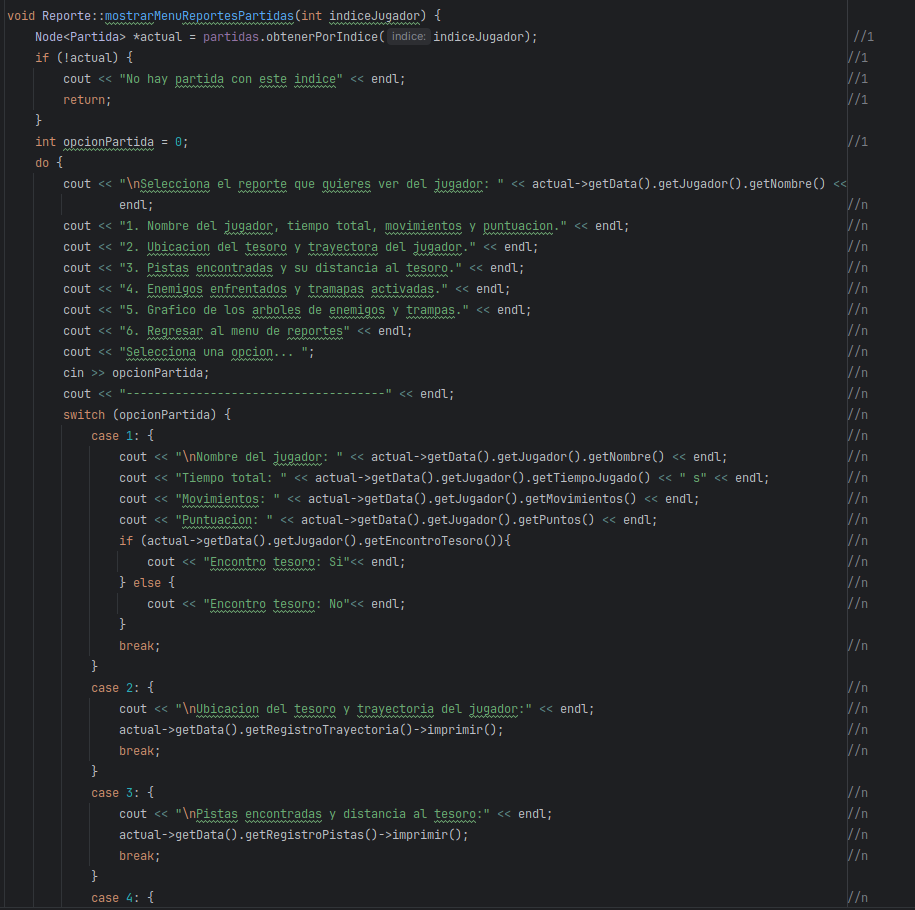 void Reporte::mostrarMenuReportesPartidas(int indiceJugador) {
Node<Partida> *actual = partidas.obtenerPorIndice( indice: indiceJugador); //1
if (!actual) { //1
cout << "No hay partida con este indice" << endl; //1
return; //1
}
int opcionPartida = 0; //1
do {
cout << "\nSelecciona el reporte que quieres ver del jugador: " << actual->getData().getJugador().getNombre() <<
endl; //n
cout << "1. Nombre del jugador, tiempo total, movimientos y puntuacion." << endl; //n
cout << "2. Ubicacion del tesoro y trayectora del jugador." << endl; //n
cout << "3. Pistas encontradas y su distancia al tesoro." << endl; //n
cout << "4. Enemigos enfrentados y tramapas activadas." << endl; //n
cout << "5. Grafico de los arboles de enemigos y trampas." << endl; //n
cout << "6. Regresar al menu de reportes" << endl; //n
cout << "Selecciona una opcion... "; //n
cin >> opcionPartida; //n
cout << "-------------------------------------" << endl; //n
switch (opcionPartida) { //n
case 1: { //n
cout << "\nNombre del jugador: " << actual->getData().getJugador().getNombre() << endl; //n
cout << "Tiempo total: " << actual->getData().getJugador().getTiempoJugado() << " s" << endl; //n
cout << "Movimientos: " << actual->getData().getJugador().getMovimientos() << endl; //n
cout << "Puntuacion: " << actual->getData().getJugador().getPuntos() << endl; //n
if (actual->getData().getJugador().getEncontroTesoro()){ //n
cout << "Encontro tesoro: Si"<< endl; //n
} else { //n
cout << "Encontro tesoro: No"<< endl; //n
}
break; //n
}
case 2: { //n
cout << "\nUbicacion del tesoro y trayectoria del jugador:" << endl; //n
actual->getData().getRegistroTrayectoria()->imprimir(); //n
break; //n
}
case 3: { //n
cout << "\nPistas encontradas y distancia al tesoro:" << endl; //n
actual->getData().getRegistroPistas()->imprimir(); //n
break; //n
}
case 4: { //n